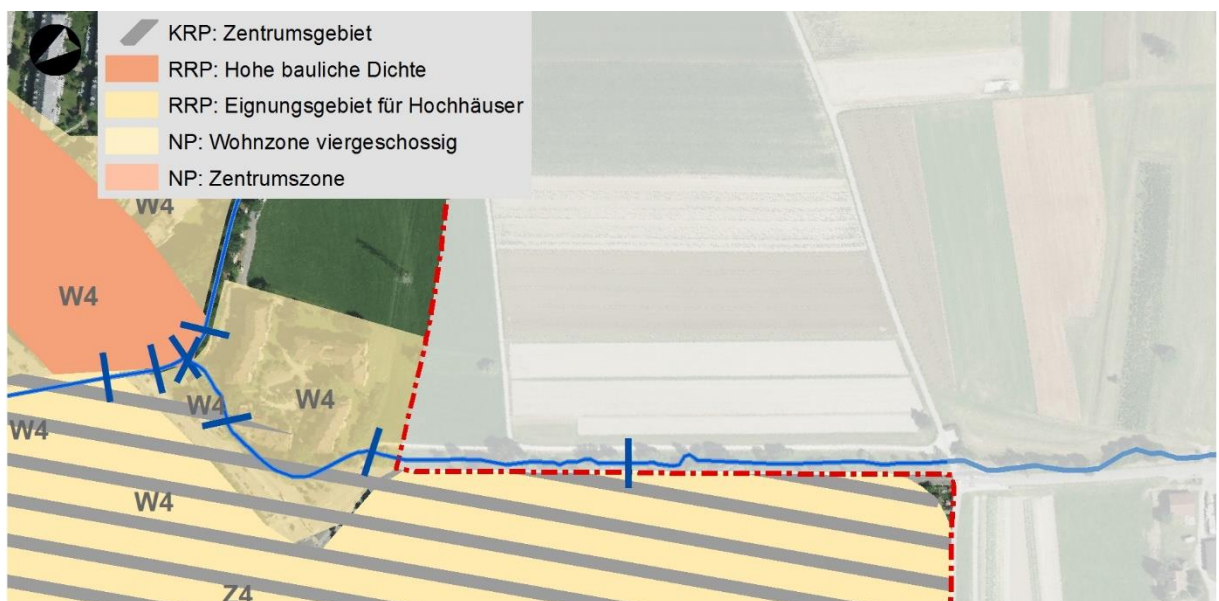 KRP: Zentrumsgebiet
RRP: Hohe bauliche Dichte
RRP: Eignungsgebiet für Hochhäuser
NP: Wohnzone viergeschossig
NP: Zentrumszone
W4
W4
W4
W4
W4
W4
Z4